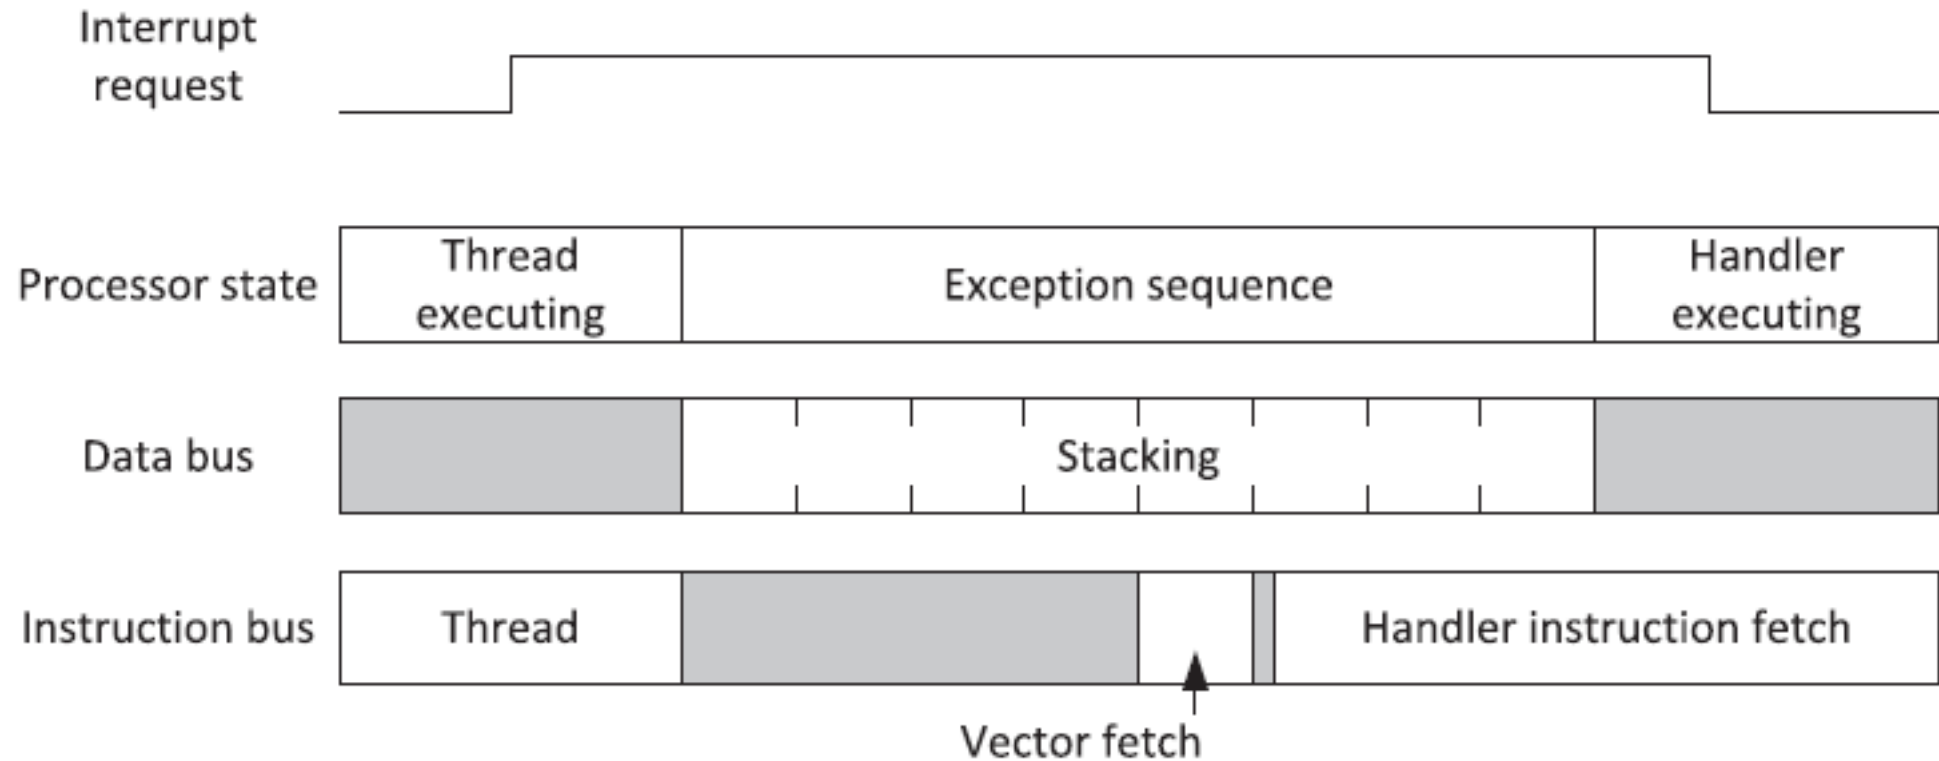 Interrupt
request
Processor state
Thread
executing
Exception sequence
Handler
executing
Data bus
Stacking
Instruction bus
Thread
Handler instruction fetch
Vector fetch